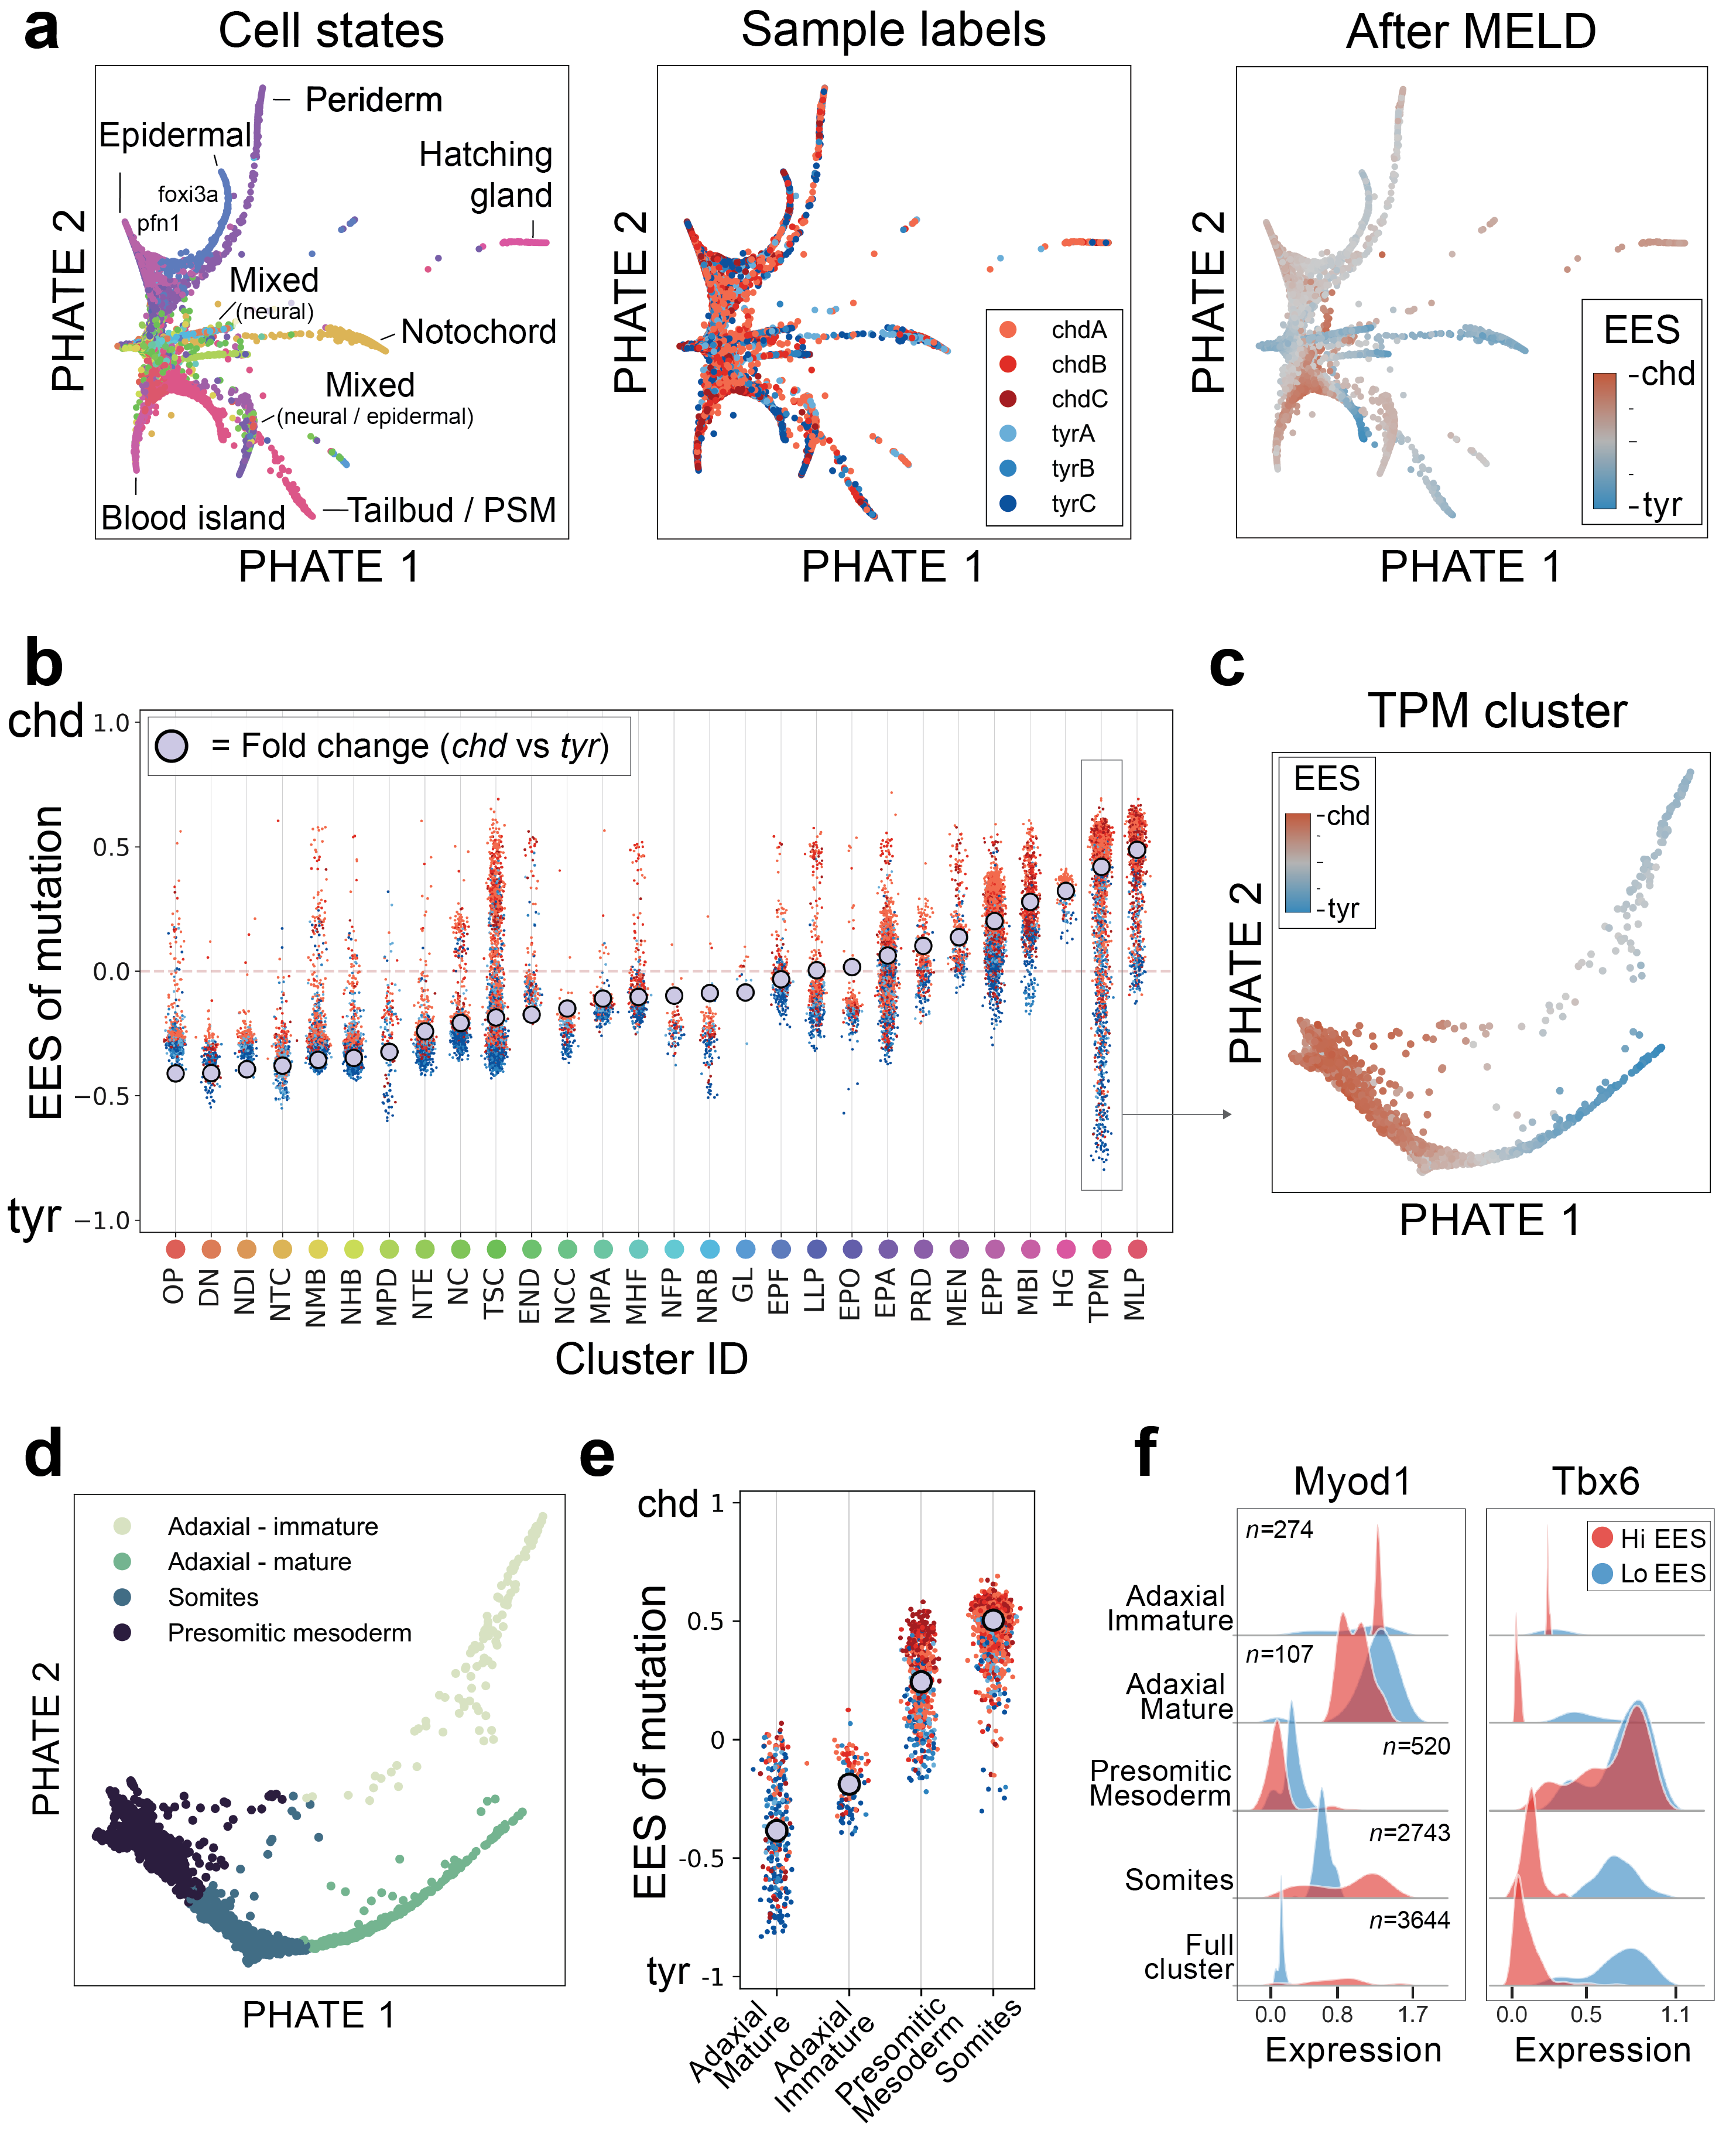 a
Cell states
Sample labels
After MELD
Periderm
Epidermal
Hatching
gland
foxi3a
pfn1
Mixed
(neural)
Notochord
Mixed
(neural / epidermal)
Blood island
Tailbud / PSM
PHATE 2
PHATE 1
PHATE 2
chdA
chdB
chdC
tyrA
tyrB
tyrC
PHATE 1
PHATE 2
EES
-chd
-tyr
PHATE 1
b
chd
1.0
0.5
0.0
−0.5
−1.0
tyr
EES of mutation
= Fold change (chd vs tyr)
OP
DN
NDI
NTC
NMB
NHB
MPD
NTE
NC
TSC
END
NCC
MPA
MHF
NFP
NRB
GL
EPF
LLP
EPO
EPA
PRD
MEN
EPP
MBI
HG
TPM
MLP
Cluster ID
c
TPM cluster
EES
-chd
-tyr
PHATE 2
PHATE 1
d
Adaxial - immature
Adaxial - mature
Somites
Presomitic mesoderm
PHATE 2
PHATE 1
e
chd
1
0.5
0
-0.5
-1
tyr
EES of mutation
Adaxial
Mature
Adaxial
Immature
Presomitic
Mesoderm
Somites
f
Myod1
Tbx6
Hi EES
Lo EES
n=274
Adaxial
Immature
n=107
Adaxial
Mature
n=520
Presomitic
Mesoderm
n=2743
Somites
n=3644
Full
cluster
0.0
0.8
1.7
Expression
0.0
0.5
1.1
Expression